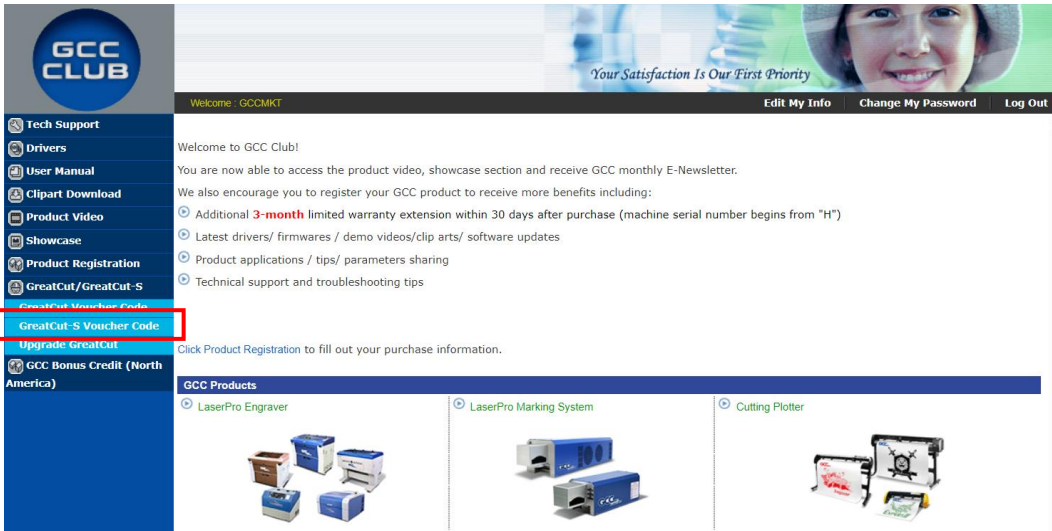 GCC
CLUB
Your Satisfaction Is Our First Priority
Welcome : GCCMKT
Edit My Info
Change My Password
Log Out
Tech Support
Drivers
User Manual
Clipart Download
Product Video
Showcase
Product Registration
GreatCut/GreatCut-S
GreatCut Voucher Code
GreatCut-S Voucher Code
Upgrade GreatCut
GCC Bonus Credit (North
America)
Welcome to GCC Club!
You are now able to access the product video, showcase section and receive GCC monthly E-Newsletter.
We also encourage you to register your GCC product to receive more benefits including:
Additional 3-month limited warranty extension within 30 days after purchase (machine serial number begins from "H")
Latest drivers/ firmwares / demo videos/clip arts/ software updates
Product applications / tips/ parameters sharing
Technical support and troubleshooting tips
Click Product Registration to fill out your purchase information.
GCC Products
LaserPro Engraver
LaserPro Marking System
Cutting Plotter